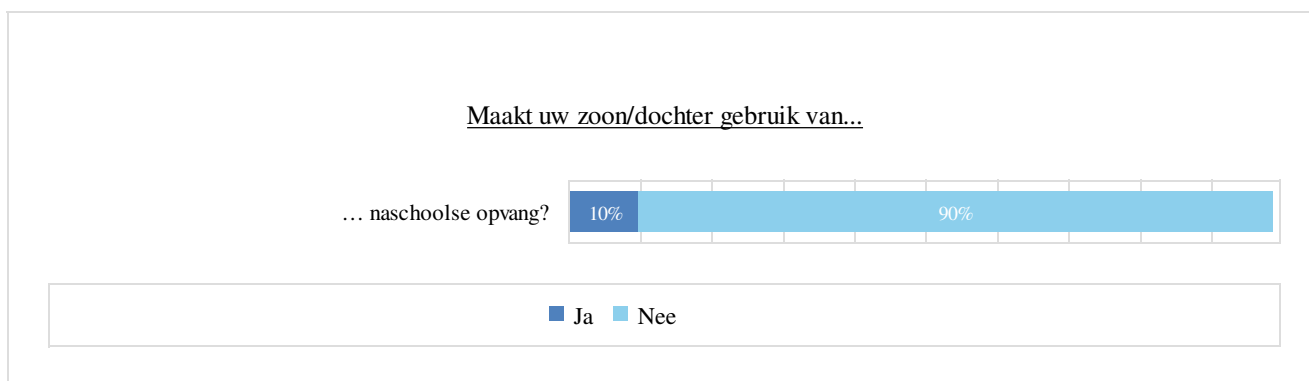 Maakt uw zoon/dochter gebruik van...
… naschoolse opvang?
10%
90%
Ja
Nee